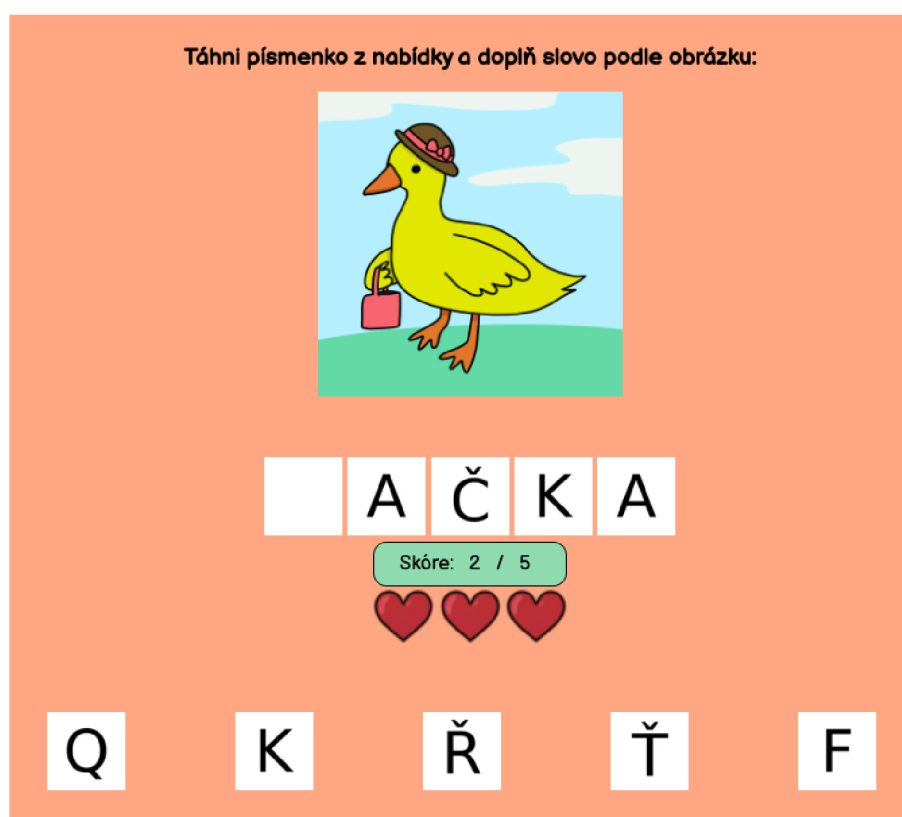 Táhni písmenko z nabídky a doplň slovo podle obrázku:
A Č K A
Skóre: 2 / 5
Q K Ř Ť F